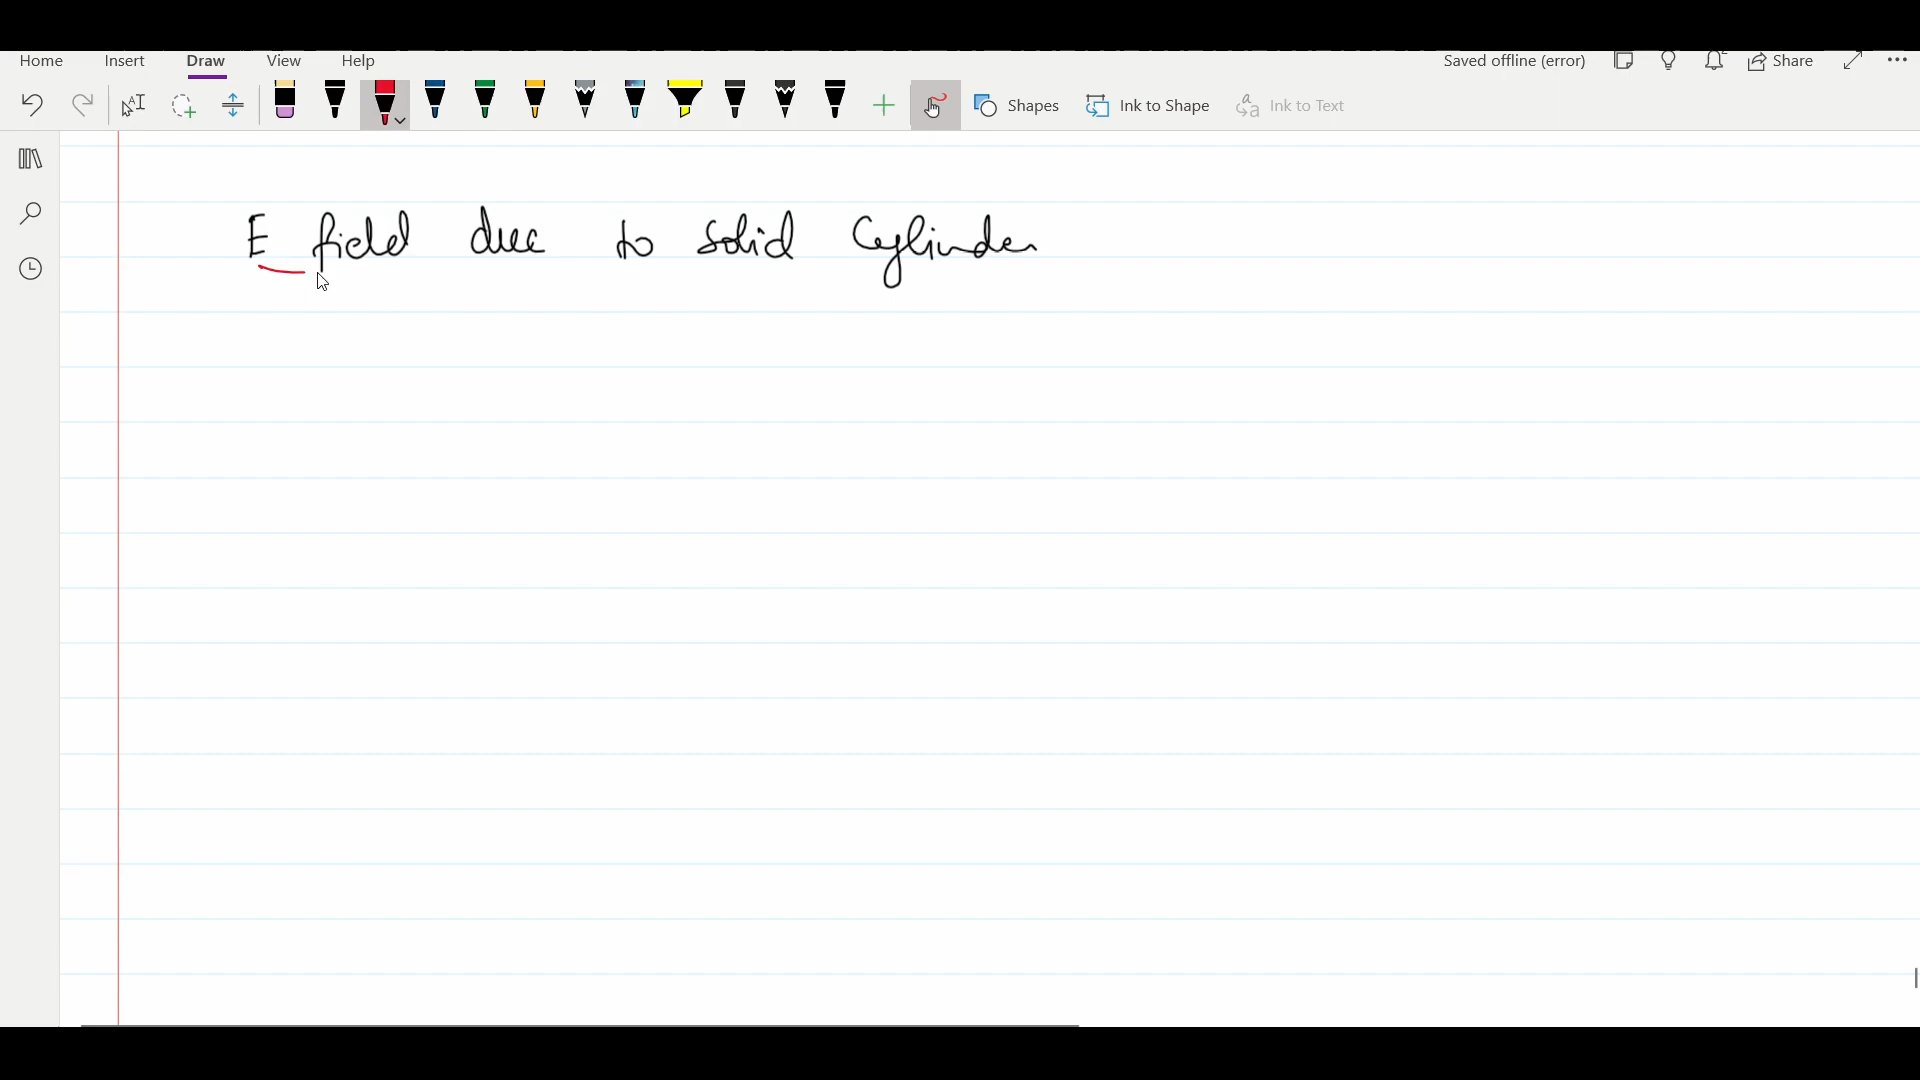 Home Insert Draw View Help Saved offline (error) Share
Shapes Ink to Shape Ink to Text
E field due to solid Cylinder